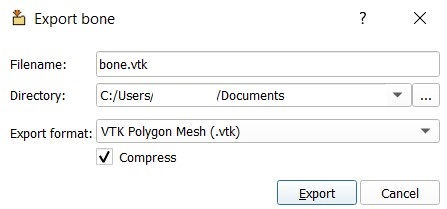 Export bone
?
Filename: bone.vtk
Directory: C:/Users/ /Documents ...
Export format: VTK Polygon Mesh (.vtk)
Compress
Export Cancel